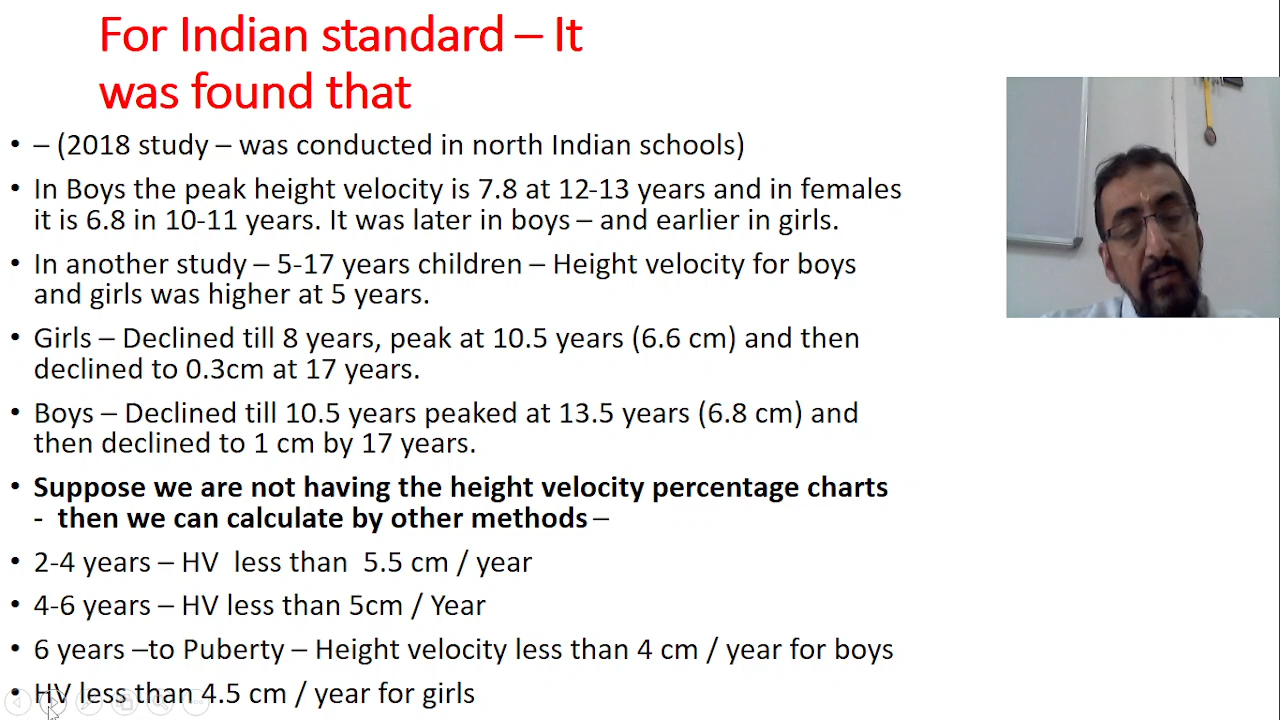 For Indian standard – It
was found that
• – (2018 study – was conducted in north Indian schools)
• In Boys the peak height velocity is 7.8 at 12-13 years and in females
it is 6.8 in 10-11 years. It was later in boys – and earlier in girls.
• In another study – 5-17 years children – Height velocity for boys
and girls was higher at 5 years.
• Girls – Declined till 8 years, peak at 10.5 years (6.6 cm) and then
declined to 0.3cm at 17 years.
• Boys – Declined till 10.5 years peaked at 13.5 years (6.8 cm) and
then declined to 1 cm by 17 years.
• Suppose we are not having the height velocity percentage charts
- then we can calculate by other methods –
• 2-4 years – HV less than 5.5 cm / year
• 4-6 years – HV less than 5cm / Year
• 6 years –to Puberty – Height velocity less than 4 cm / year for boys
• HV less than 4.5 cm / year for girls